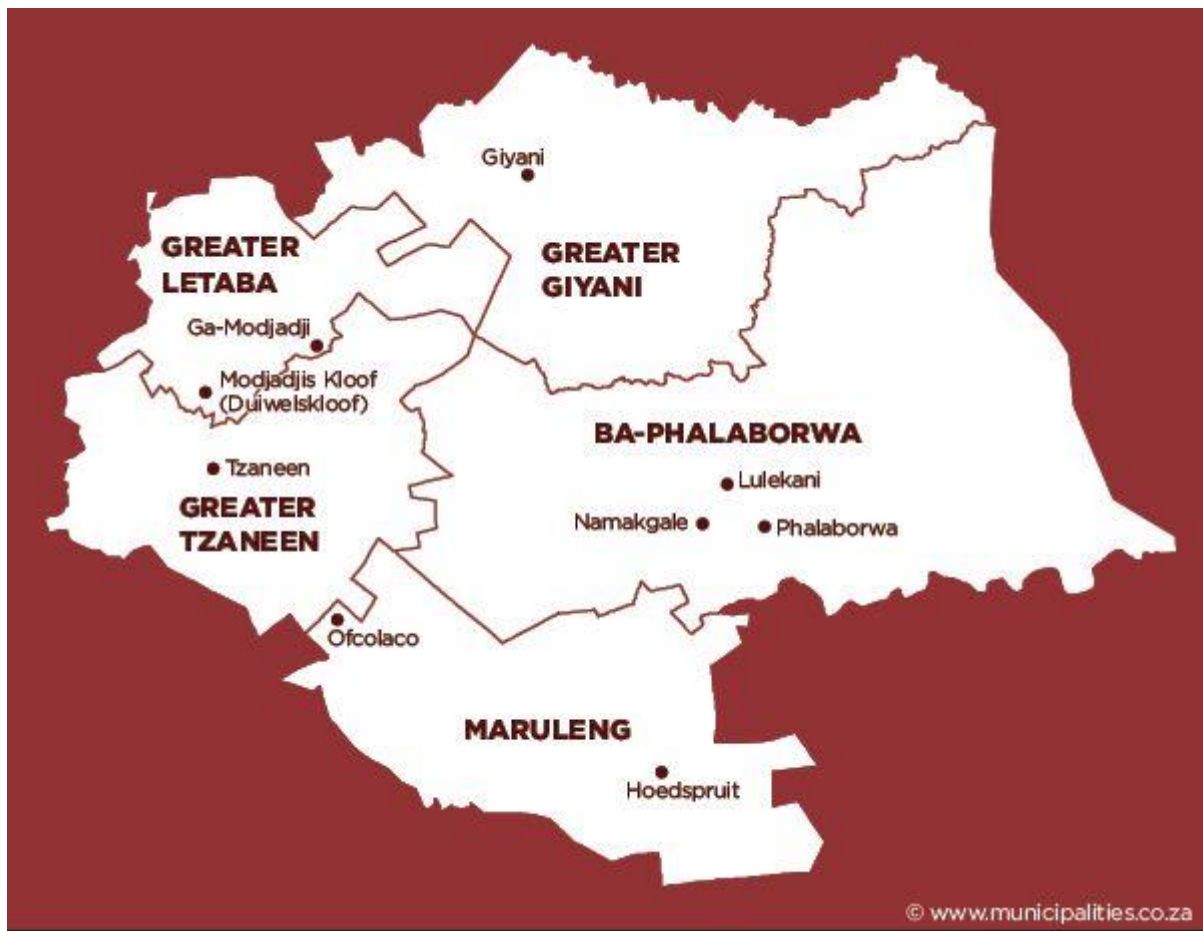 Giyani
GREATER
LETABA
GREATER
GIYANI
Ga-Modjadji
Modjadjis Kloof
(Duiwelskloof)
BA-PHALABORWA
Tzaneen
Lulekani
GREATER
TZANEEN
Namakgale
Phalaborwa
Ofcolaco
MARULENG
Hoedspruit
© www.municipalities.co.za